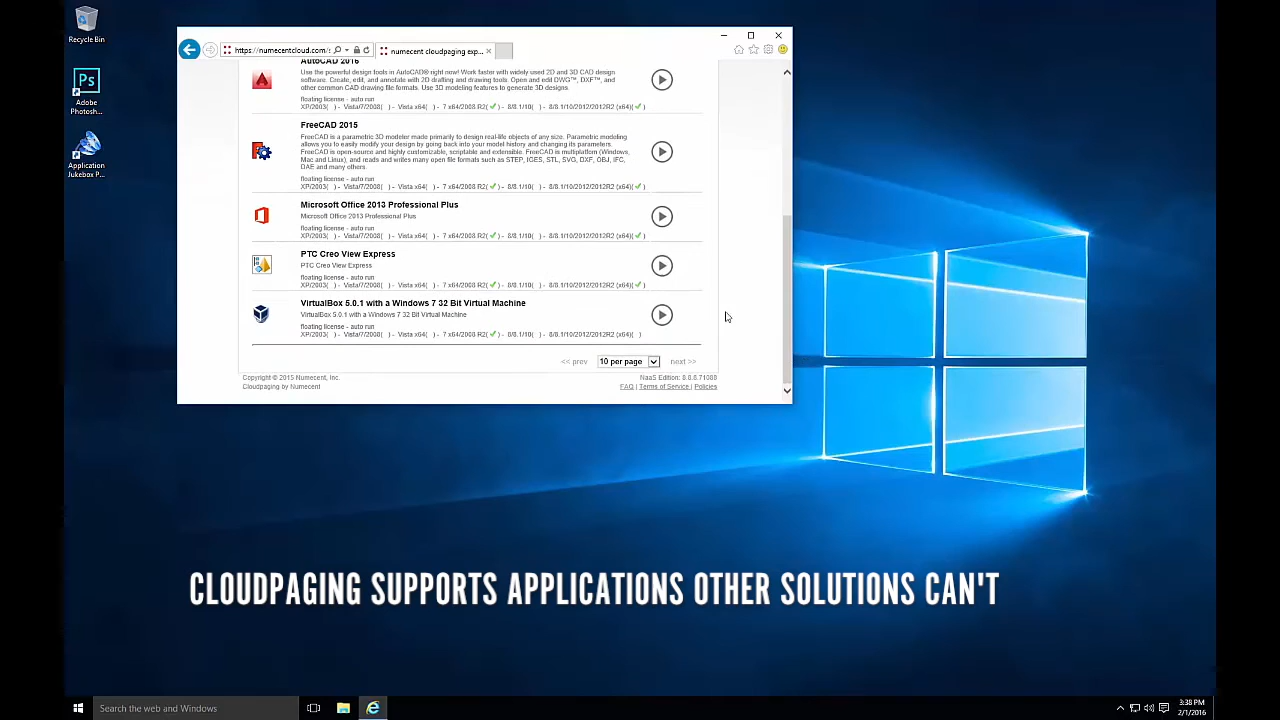 Recycle Bin
Ps
Adobe
Photosh...
Application
Jukebox P...
https://numecentcloud.com/s
numecent cloudpaging exp...
AutoCAD 2016
Use the powerful design tools in AutoCAD® right now! Work faster with widely used 2D and 3D CAD design
software. Create, edit, and annotate with 2D drafting and drawing tools. Open and edit DWG™, DXF™, and
other common CAD drawing file formats. Use 3D modeling features to generate 3D designs
floating license - auto run
XP/2003( ) - Vista/7/2008( ) - Vista x64( ) - 7 x64/2008 R2(✓) - 8/8.1/10( ) - 8/8.1/10/2012/2012R2 (x64)(✓)
FreeCAD 2015
FreeCAD is a parametric 3D modeler made primarily to design real-life objects of any size. Parametric modeling
allows you to easily modify your design by going back into your model history and changing its parameters.
FreeCAD is open-source and highly customizable, scriptable and extensible. FreeCAD is multiplatform (Windows,
Mac and Linux), and reads and writes many open file formats such as STEP, IGES, STL, SVG, DXF, OBJ, IFC,
DAE and many others.
floating license - auto run
XP/2003( ) - Vista/7/2008( ) - Vista x64( ) - 7 x64/2008 R2(✓) - 8/8.1/10( ) - 8/8.1/10/2012/2012R2 (x64)(✓)
Microsoft Office 2013 Professional Plus
Microsoft Office 2013 Professional Plus
floating license - auto run
XP/2003( ) - Vista/7/2008( ) - Vista x64( ) - 7 x64/2008 R2(✓) - 8/8.1/10( ) - 8/8.1/10/2012/2012R2 (x64)(✓)
PTC Creo View Express
PTC Creo View Express
floating license - auto run
XP/2003( ) - Vista/7/2008( ) - Vista x64( ) - 7 x64/2008 R2(✓) - 8/8.1/10( ) - 8/8.1/10/2012/2012R2 (x64)(✓)
VirtualBox 5.0.1 with a Windows 7 32 Bit Virtual Machine
VirtualBox 5.0.1 with a Windows 7 32 Bit Virtual Machine
floating license - auto run
XP/2003( ) - Vista/7/2008( ) - Vista x64( ) - 7 x64/2008 R2(✓) - 8/8.1/10( ) - 8/8.1/10/2012/2012R2 (x64)( )
<< prev 10 per page next >>
Copyright © 2015 Numecent, Inc. NaaS Edition: 8.8.6.71088
Cloudpaging by Numecent FAQ | Terms of Service | Policies
CLOUDPAGING SUPPORTS APPLICATIONS OTHER SOLUTIONS CAN'T
Search the web and Windows
3:38 PM
2/1/2016